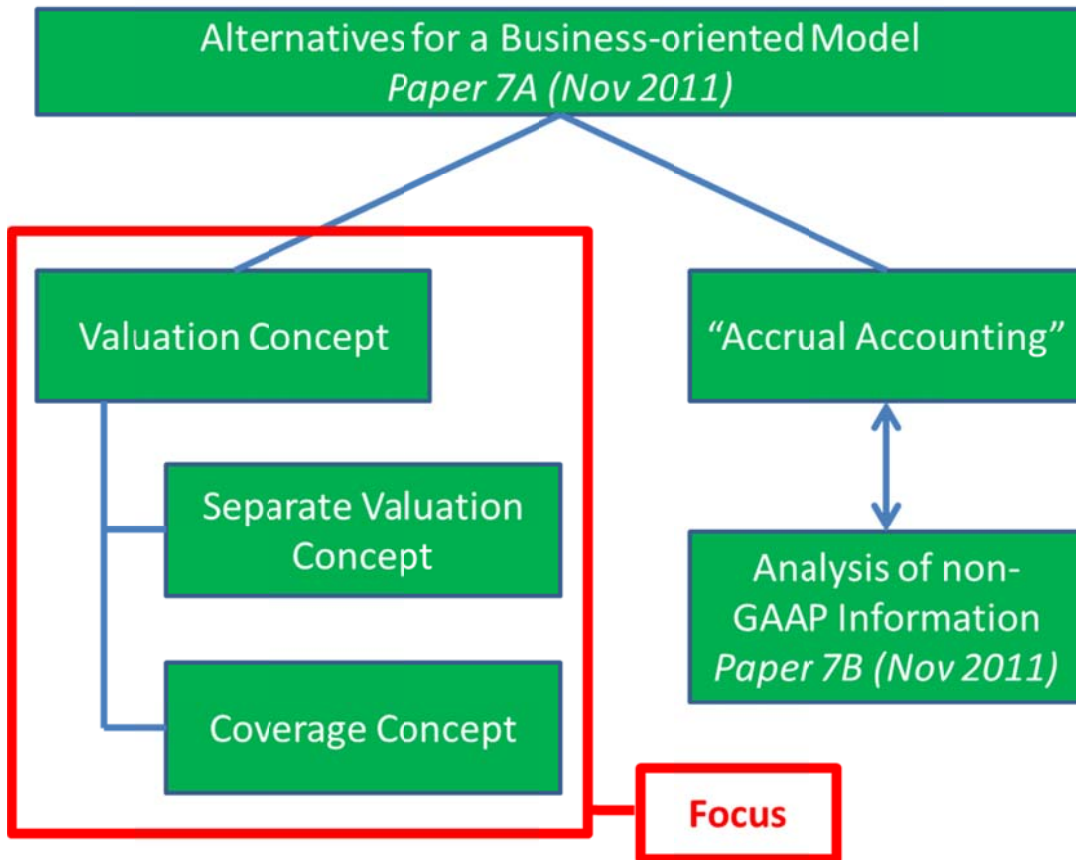 Alternatives for a Business-oriented Model
Paper 7A (Nov 2011)
Valuation Concept
“Accrual Accounting”
Separate Valuation
Concept
Analysis of non-
GAAP Information
Paper 7B (Nov 2011)
Coverage Concept
Focus